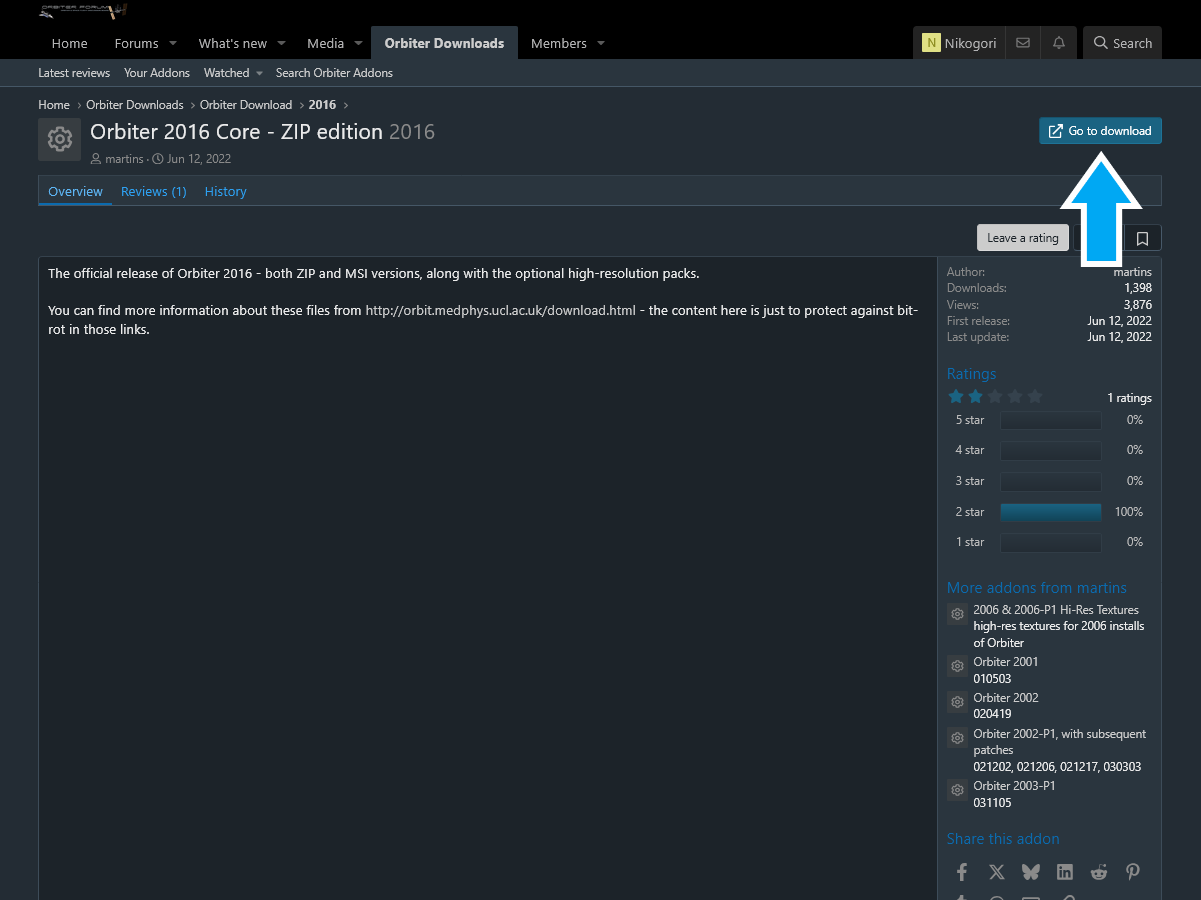 ORBITER FORUM
Home Forums What's new Media Orbiter Downloads Members N Nikogori Search
Latest reviews Your Addons Watched Search Orbiter Addons
Home Orbiter Downloads Orbiter Download 2016
Orbiter 2016 Core - ZIP edition 2016
Go to download
martins · Jun 12, 2022
Overview Reviews (1) History
Leave a rating
The official release of Orbiter 2016 - both ZIP and MSI versions, along with the optional high-resolution packs.
You can find more information about these files from http://orbit.medphys.ucl.ac.uk/download.html - the content here is just to protect against bit-
rot in those links.
Author: martins
Downloads: 1,398
Views: 3,876
First release: Jun 12, 2022
Last update: Jun 12, 2022
Ratings
1 ratings
5 star 0%
4 star 0%
3 star 0%
2 star 100%
1 star 0%
More addons from martins
2006 & 2006-P1 Hi-Res Textures
high-res textures for 2006 installs
of Orbiter
Orbiter 2001
010503
Orbiter 2002
020419
Orbiter 2002-P1, with subsequent
patches
021202, 021206, 021217, 030303
Orbiter 2003-P1
031105
Share this addon